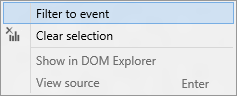 Filter to event
Clear selection
Show in DOM Explorer
View source Enter